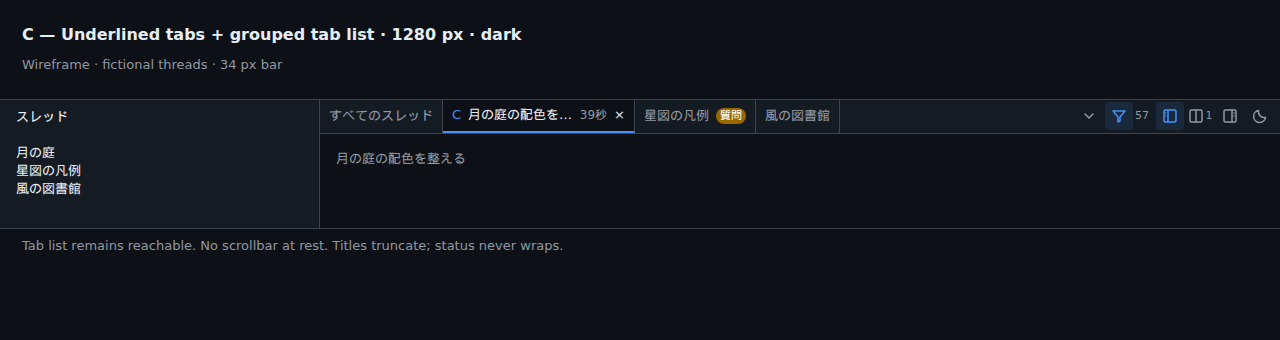 C — Underlined tabs + grouped tab list · 1280 px · dark
Wireframe · fictional threads · 34 px bar
スレッド
すべてのスレッド C 月の庭の配色を… 39秒 × 星図の凡例 質問 風の図書館 57 1
月の庭
星図の凡例
風の図書館
月の庭の配色を整える
Tab list remains reachable. No scrollbar at rest. Titles truncate; status never wraps.